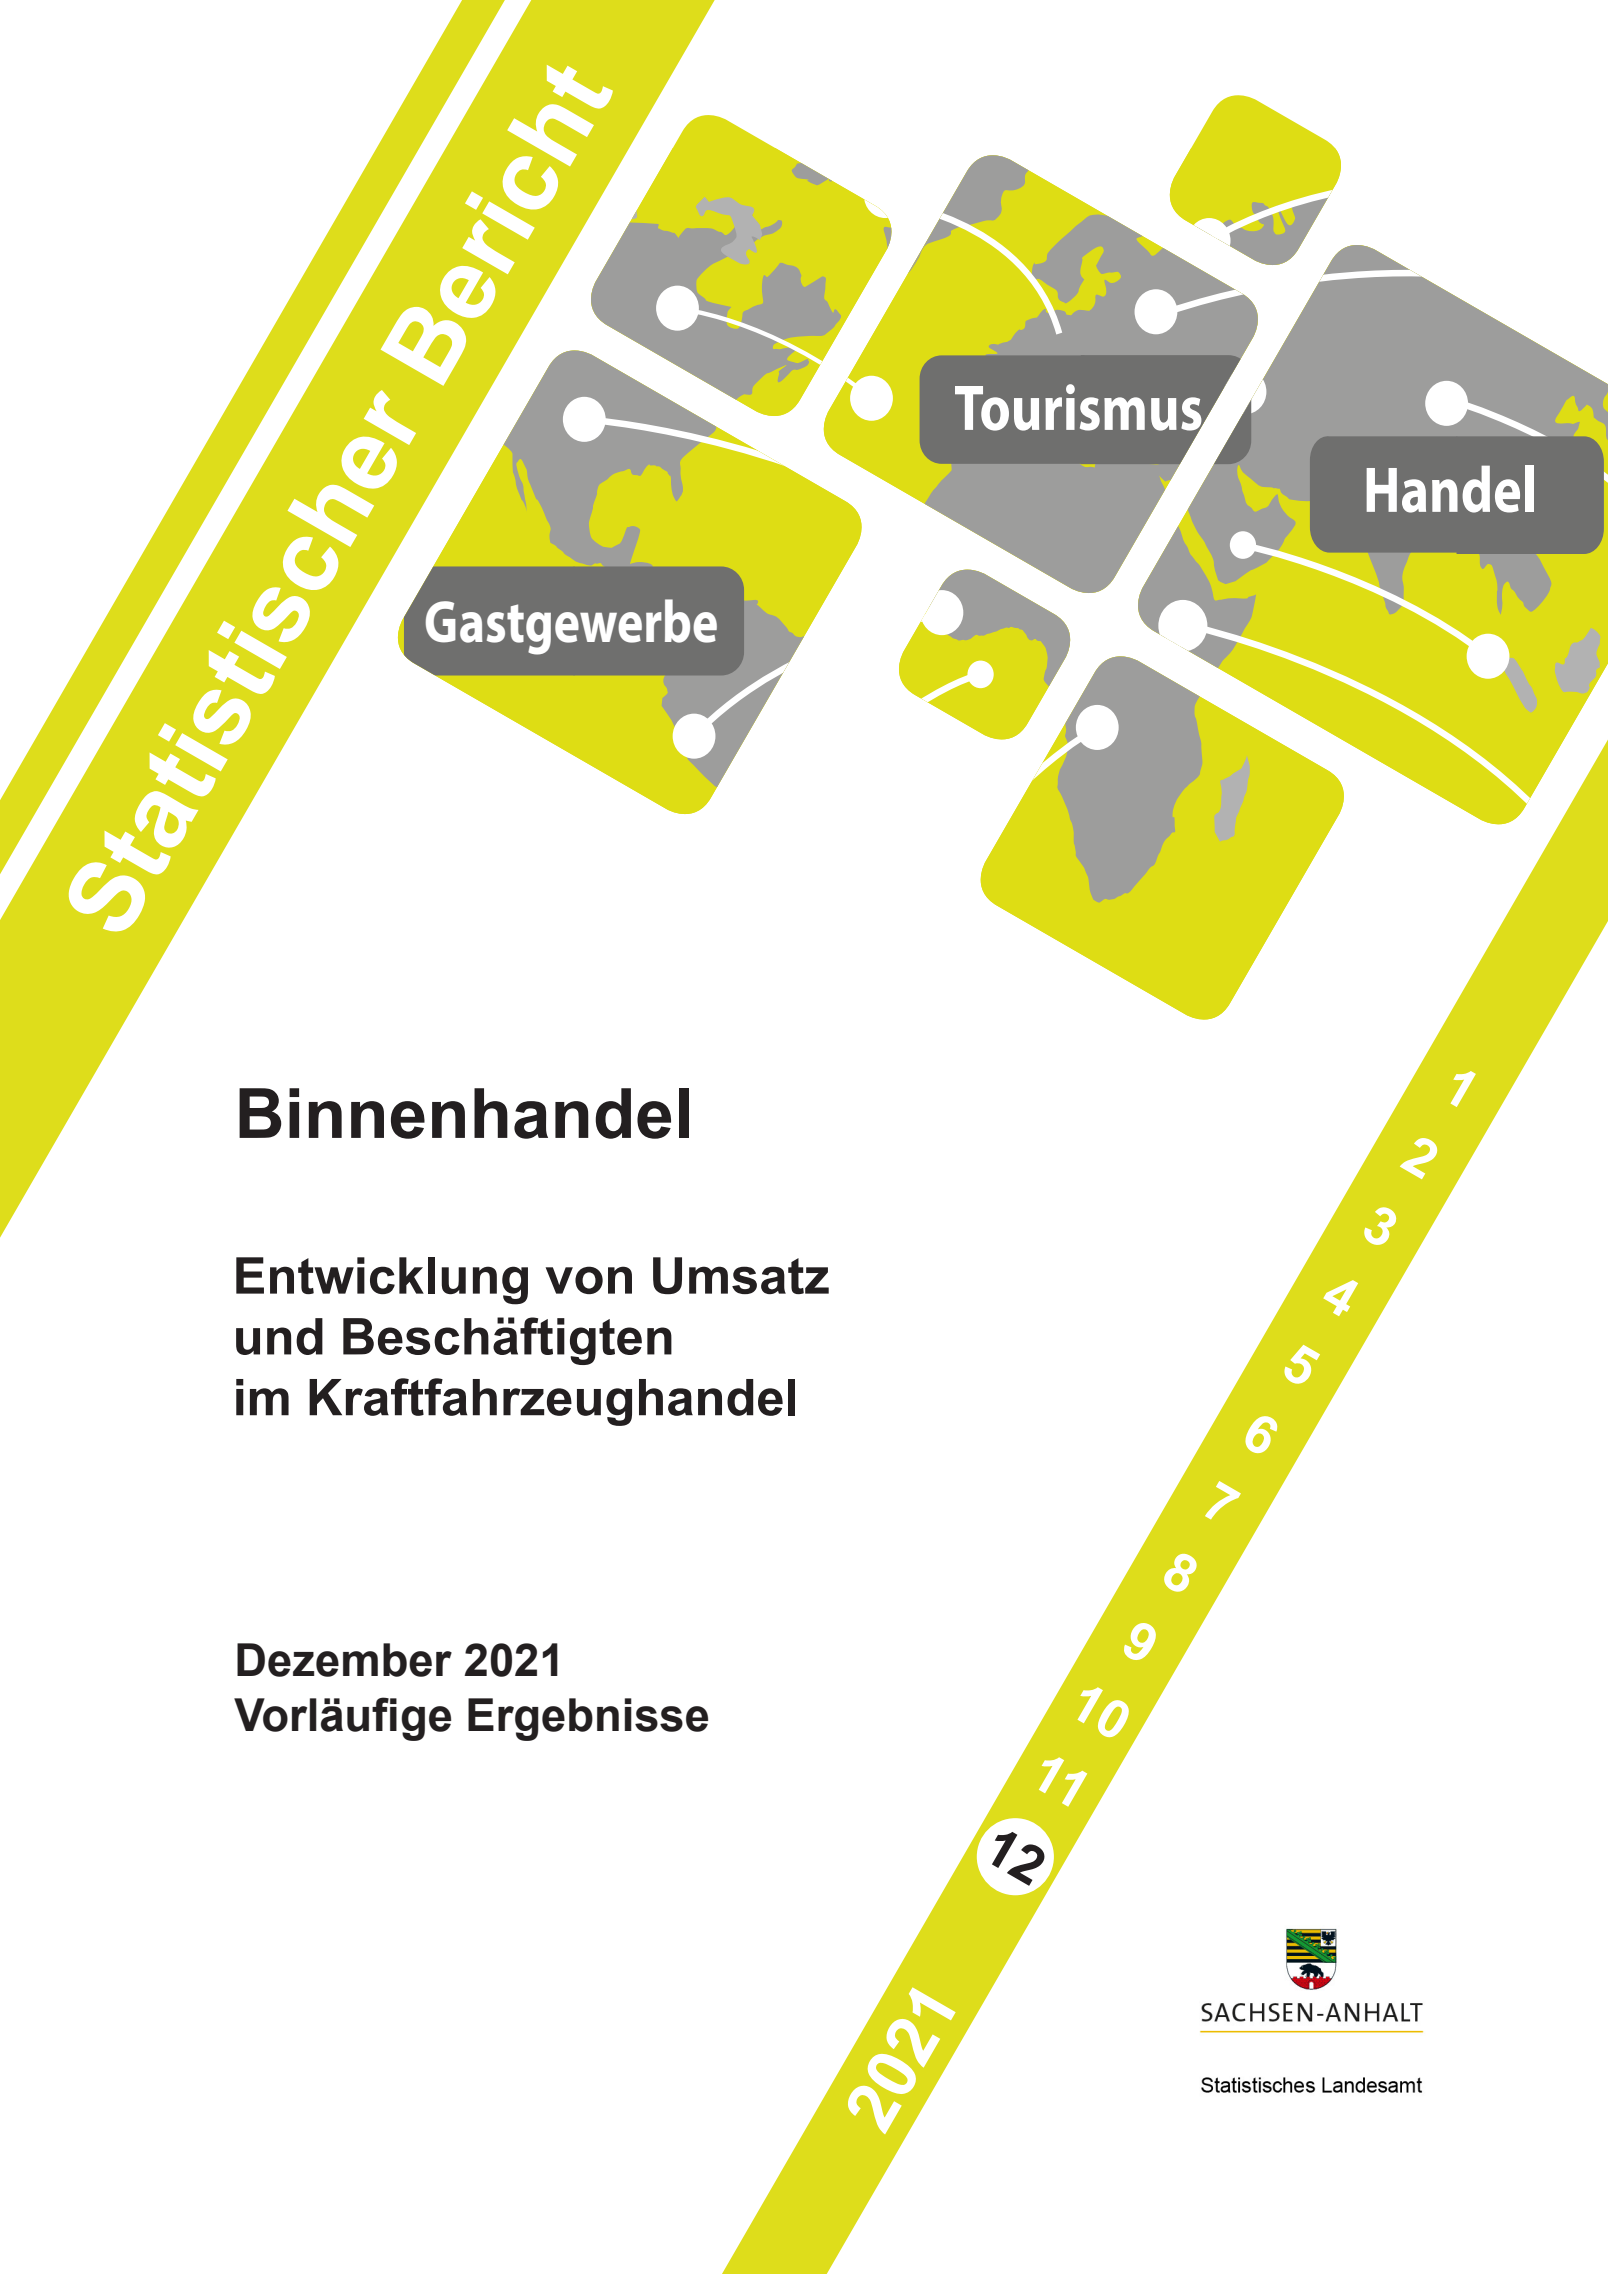 Statistischer Bericht
Tourismus
Handel
Gastgewerbe
Binnenhandel
Entwicklung von Umsatz
und Beschäftigten
im Kraftfahrzeughandel
Dezember 2021
Vorläufige Ergebnisse
1
2
3
4
5
6
7
8
9
10
11
12
2021
SACHSEN-ANHALT
Statistisches Landesamt